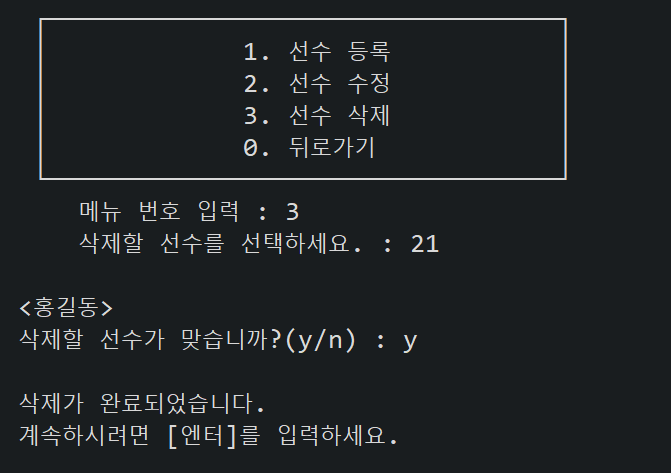 1. 선수 등록
2. 선수 수정
3. 선수 삭제
0. 뒤로가기
메뉴 번호 입력 : 3
삭제할 선수를 선택하세요. : 21
<홍길동>
삭제할 선수가 맞습니까?(y/n) : y
삭제가 완료되었습니다.
계속하시려면 [엔터]를 입력하세요.